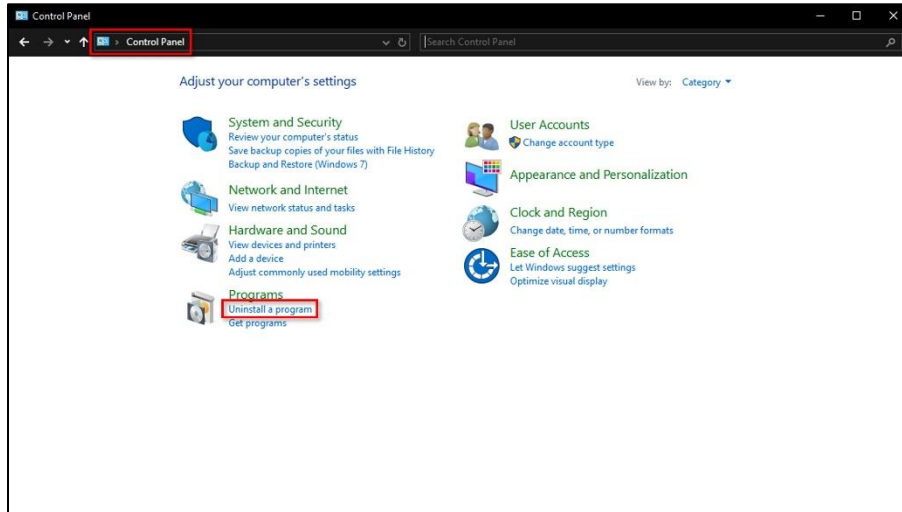 Control Panel
Control Panel
Search Control Panel
Adjust your computer's settings
View by: Category
System and Security
Review your computer's status
Save backup copies of your files with File History
Backup and Restore (Windows 7)
Network and Internet
View network status and tasks
Hardware and Sound
View devices and printers
Add a device
Adjust commonly used mobility settings
Programs
Uninstall a program
Get programs
User Accounts
Change account type
Appearance and Personalization
Clock and Region
Change date, time, or number formats
Ease of Access
Let Windows suggest settings
Optimize visual display